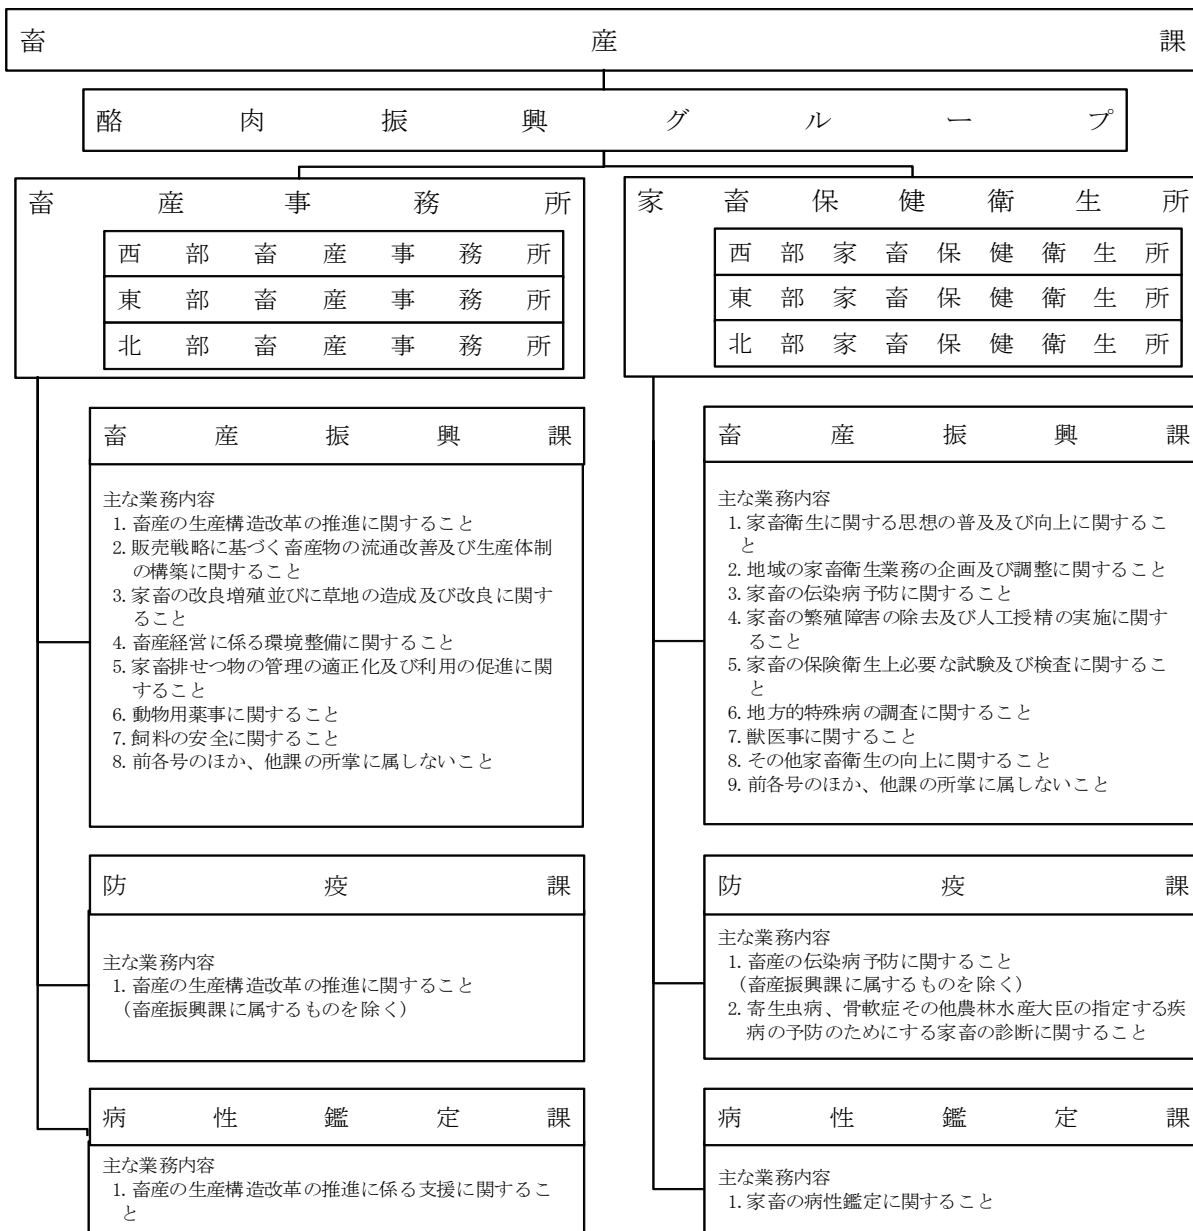 畜産課
酪肉振興グループ
畜産事務所
西部畜産事務所
東部畜産事務所
北部畜産事務所
家畜保健衛生所
西部家畜保健衛生所
東部家畜保健衛生所
北部家畜保健衛生所
畜産振興課
主な業務内容
1. 畜産の生産構造改革の推進に関すること
2. 販売戦略に基づく畜産物の流通改善及び生産体制
の構築に関すること
3. 家畜の改良増殖並びに草地の造成及び改良に関す
ること
4. 畜産経営に係る環境整備に関すること
5. 家畜排せつ物の管理の適正化及び利用の促進に関
すること
6. 動物用薬事に関すること
7. 飼料の安全に関すること
8. 前各号のほか、他課の所掌に属しないこと
畜産振興課
主な業務内容
1. 家畜衛生に関する思想の普及及び向上に関するこ
と
2. 地域の家畜衛生業務の企画及び調整に関すること
3. 家畜の伝染病予防に関すること
4. 家畜の繁殖障害の除去及び人工授精の実施に関す
ること
5. 家畜の保険衛生上必要な試験及び検査に関するこ
と
6. 地方的特殊病の調査に関すること
7. 獣医事に関すること
8. その他家畜衛生の向上に関すること
9. 前各号のほか、他課の所掌に属しないこと
防疫課
主な業務内容
1. 畜産の生産構造改革の推進に関すること
（畜産振興課に属するものを除く）
防疫課
主な業務内容
1. 畜産の伝染病予防に関すること
（畜産振興課に属するものを除く）
2. 寄生虫病、骨軟症その他農林水産大臣の指定する疾
病の予防のためにする家畜の診断に関すること
病性鑑定課
主な業務内容
1. 畜産の生産構造改革の推進に係る支援に関するこ
と
病性鑑定課
主な業務内容
1. 家畜の病性鑑定に関すること